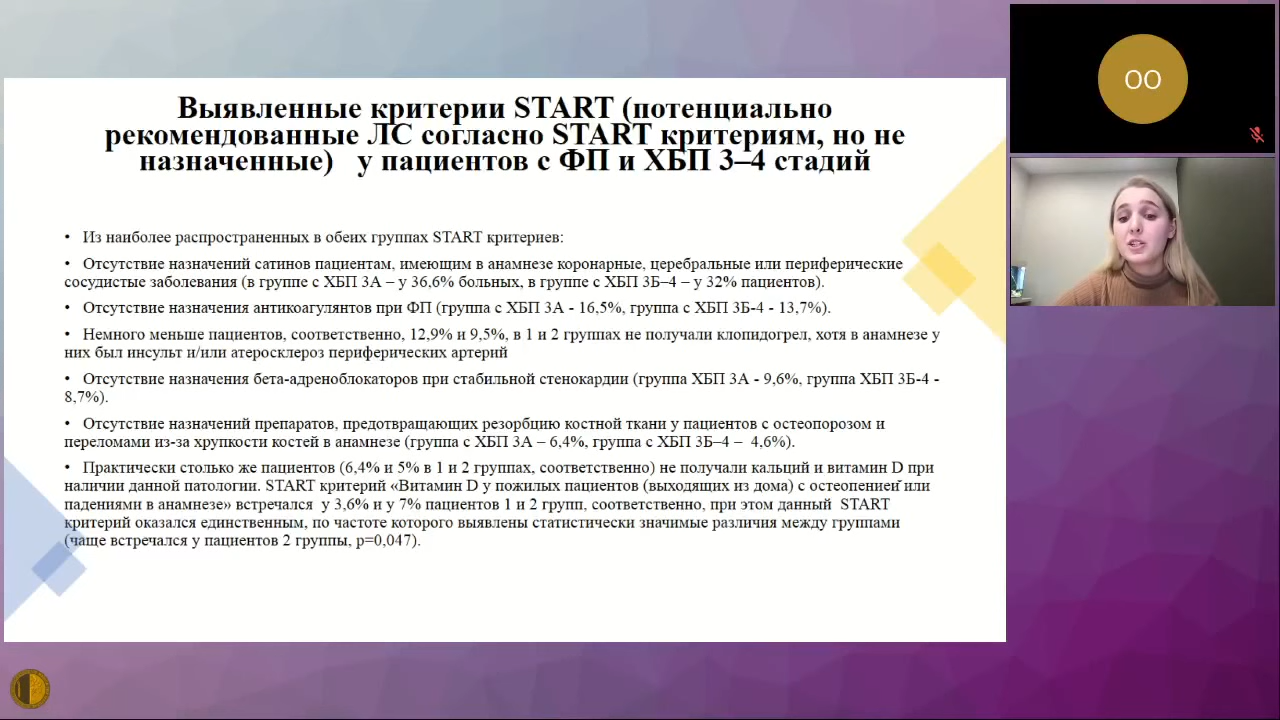 Выявленные критерии START (потенциально
рекомендованные ЛС согласно START критериям, но не
назначенные) у пациентов с ФП и ХБП 3–4 стадий
• Из наиболее распространенных в обеих группах START критериев:
• Отсутствие назначений сатинов пациентам, имеющим в анамнезе коронарные, церебральные или периферические
сосудистые заболевания (в группе с ХБП 3А – у 36,6% больных, в группе с ХБП 3Б–4 – у 32% пациентов).
• Отсутствие назначения антикоагулянтов при ФП (группа с ХБП 3А - 16,5%, группа с ХБП 3Б-4 - 13,7%).
• Немного меньше пациентов, соответственно, 12,9% и 9,5%, в 1 и 2 группах не получали клопидогрел, хотя в анамнезе у
них был инсульт и/или атеросклероз периферических артерий
• Отсутствие назначения бета-адреноблокаторов при стабильной стенокардии (группа ХБП 3А - 9,6%, группа ХБП 3Б-4 -
8,7%).
• Отсутствие назначений препаратов, предотвращающих резорбцию костной ткани у пациентов с остеопорозом и
переломами из-за хрупкости костей в анамнезе (группа с ХБП 3А – 6,4%, группа с ХБП 3Б–4 – 4,6%).
• Практически столько же пациентов (6,4% и 5% в 1 и 2 группах, соответственно) не получали кальций и витамин D при
наличии данной патологии. START критерий «Витамин D у пожилых пациентов (выходящих из дома) с остеопенией или
падениями в анамнезе» встречался у 3,6% и у 7% пациентов 1 и 2 групп, соответственно, при этом данный START
критерий оказался единственным, по частоте которого выявлены статистически значимые различия между группами
(чаще встречался у пациентов 2 группы, p=0,047).
ОО